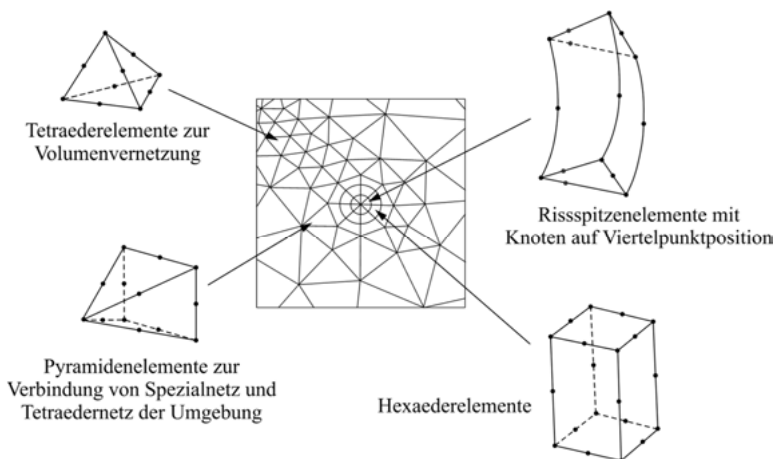 Tetraederelemente zur
Volumenvernetzung
Rissspitzenelemente mit
Knoten auf Viertelpunktposition
Pyramidenelemente zur
Verbindung von Spezialnetz und
Tetraedernetz der Umgebung
Hexaederelemente